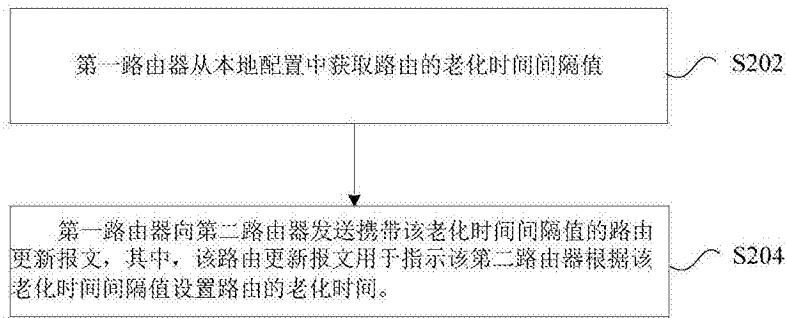 第一路由器从本地配置中获取路由的老化时间间隔值
S202
第一路由器向第二路由器发送携带该老化时间间隔值的路由
更新报文，其中，该路由更新报文用于指示该第二路由器根据该
老化时间间隔值设置路由的老化时间。
S204